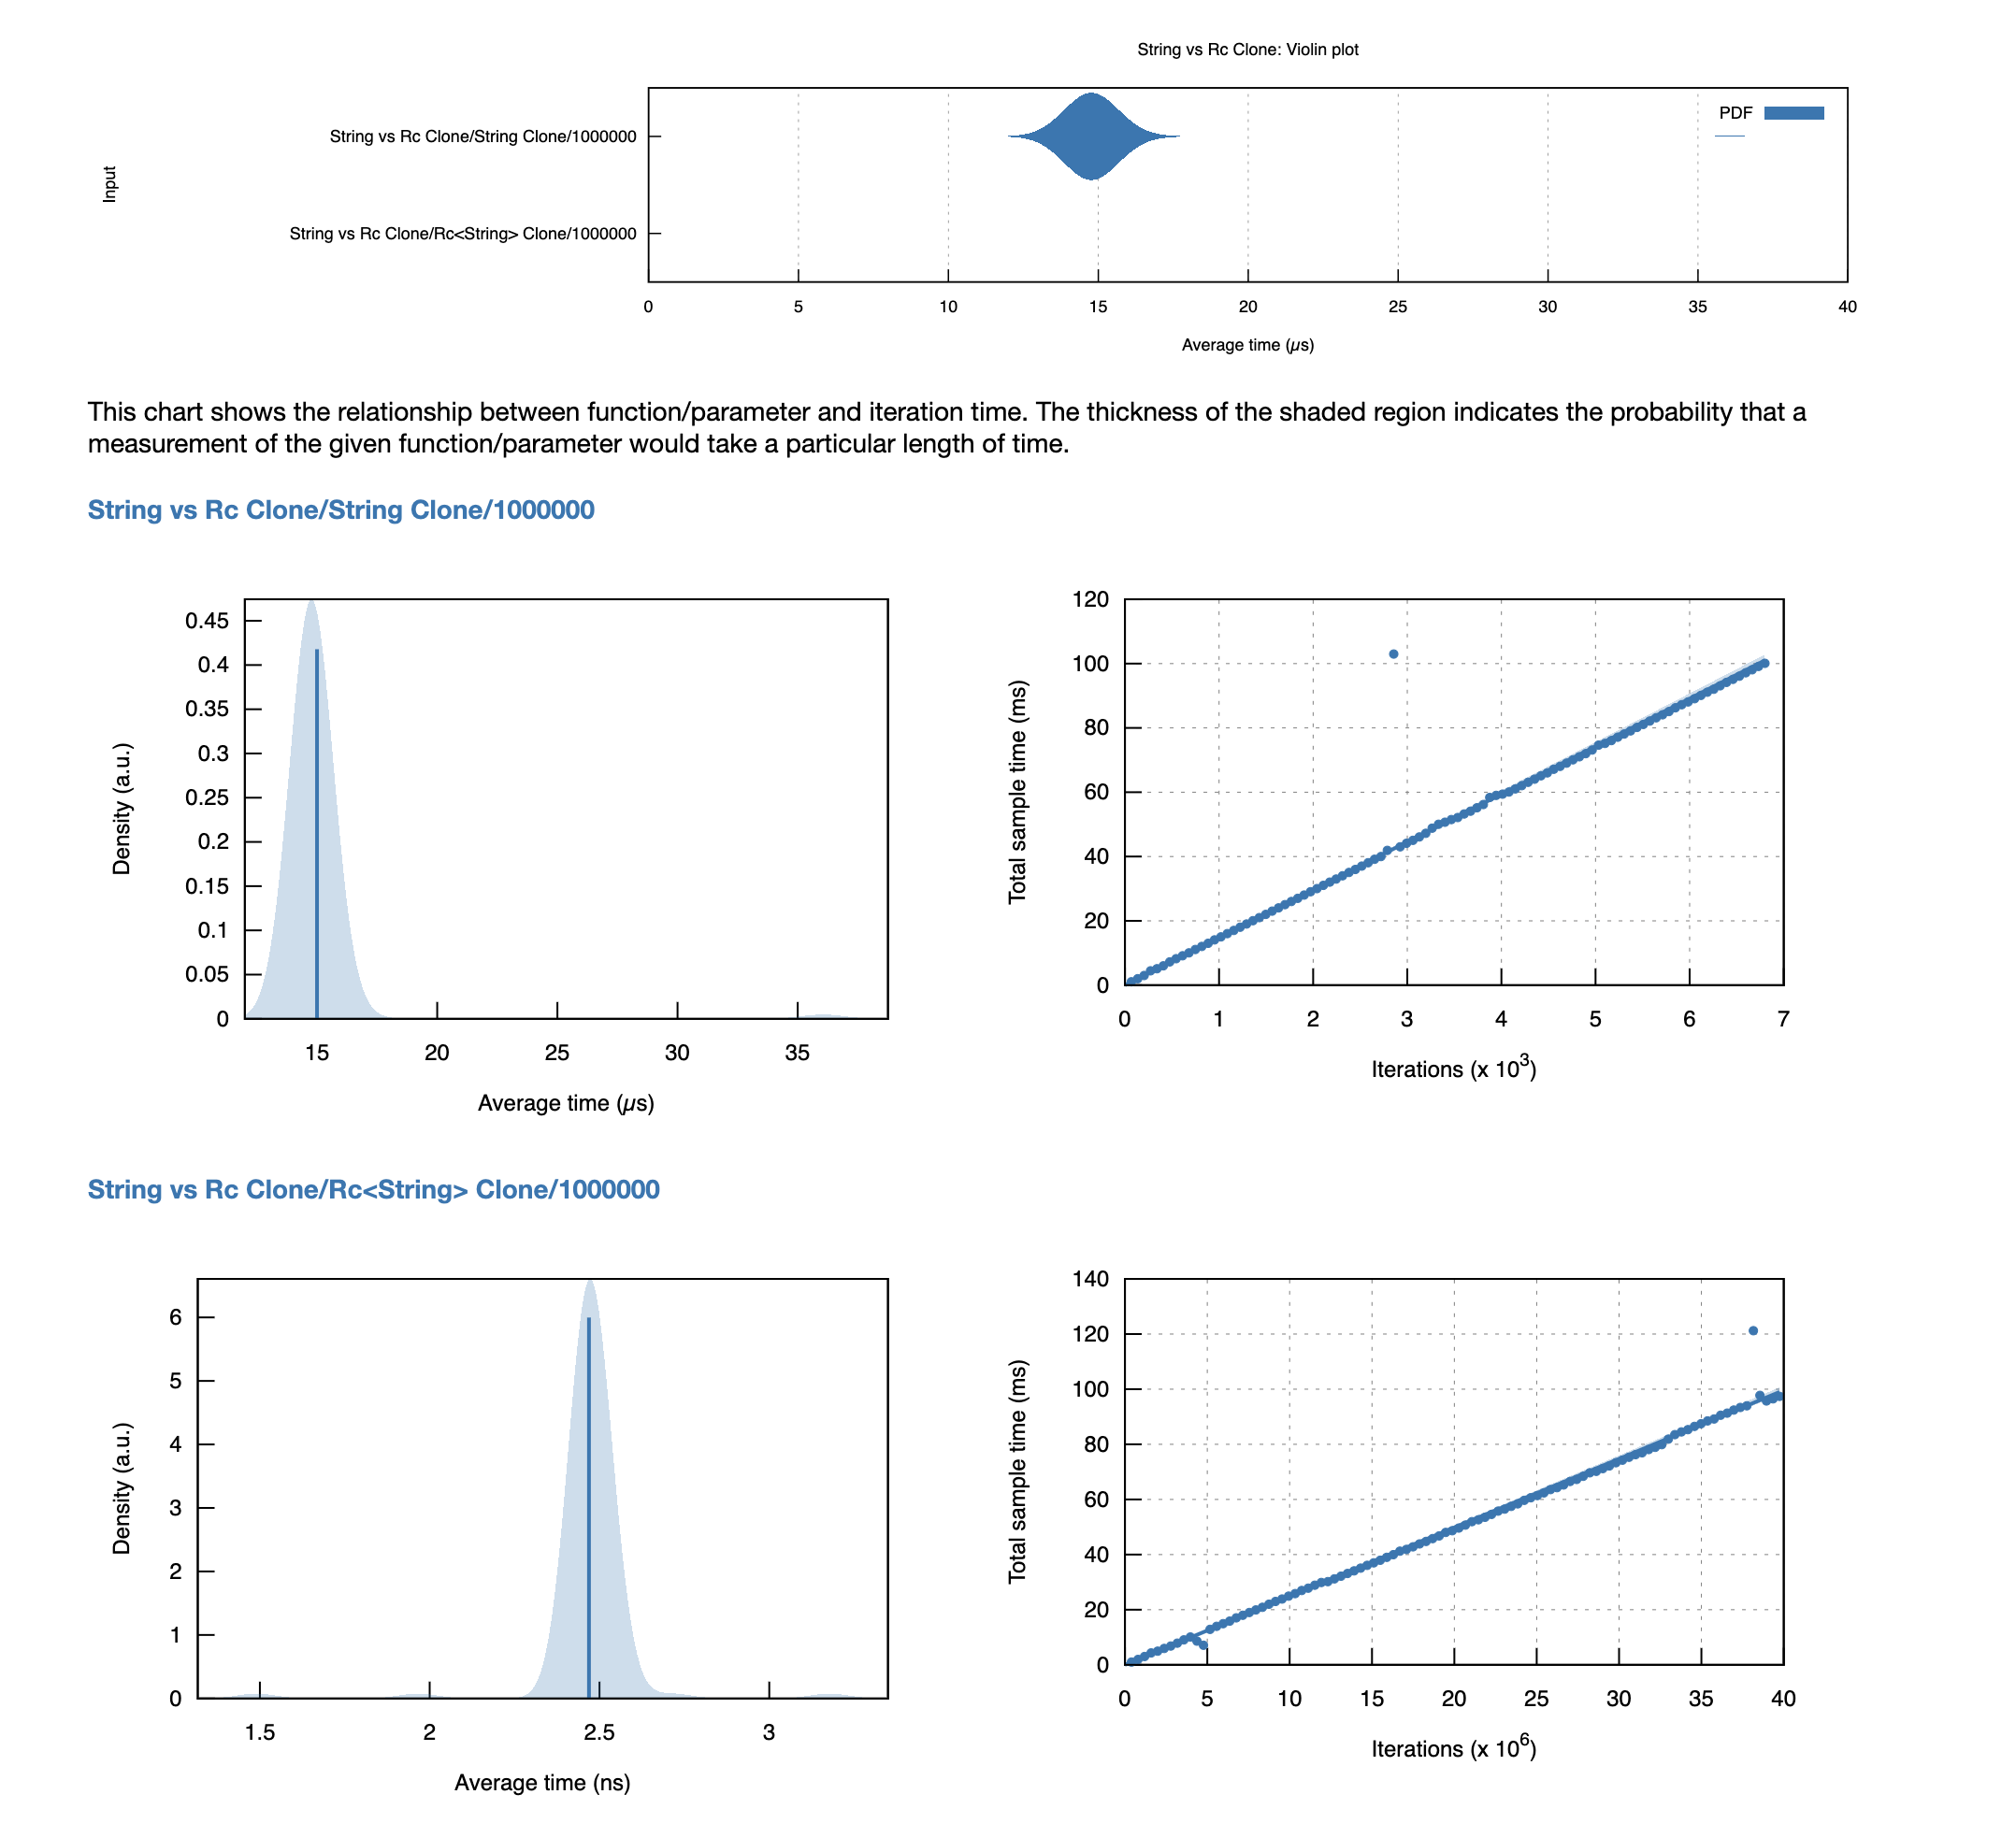 String vs Rc Clone: Violin plot
PDF
Input
String vs Rc Clone/String Clone/1000000
String vs Rc Clone/Rc<String> Clone/1000000
0 5 10 15 20 25 30 35 40
Average time (µs)
This chart shows the relationship between function/parameter and iteration time. The thickness of the shaded region indicates the probability that a
measurement of the given function/parameter would take a particular length of time.
String vs Rc Clone/String Clone/1000000
Density (a.u.)
0.45
0.4
0.35
0.3
0.25
0.2
0.15
0.1
0.05
0
15 20 25 30 35
Average time (µs)
Total sample time (ms)
120
100
80
60
40
20
0
0 1 2 3 4 5 6 7
Iterations (x 10³)
String vs Rc Clone/Rc<String> Clone/1000000
Density (a.u.)
6
5
4
3
2
1
0
1.5 2 2.5 3
Average time (ns)
Total sample time (ms)
140
120
100
80
60
40
20
0
0 5 10 15 20 25 30 35 40
Iterations (x 10⁶)